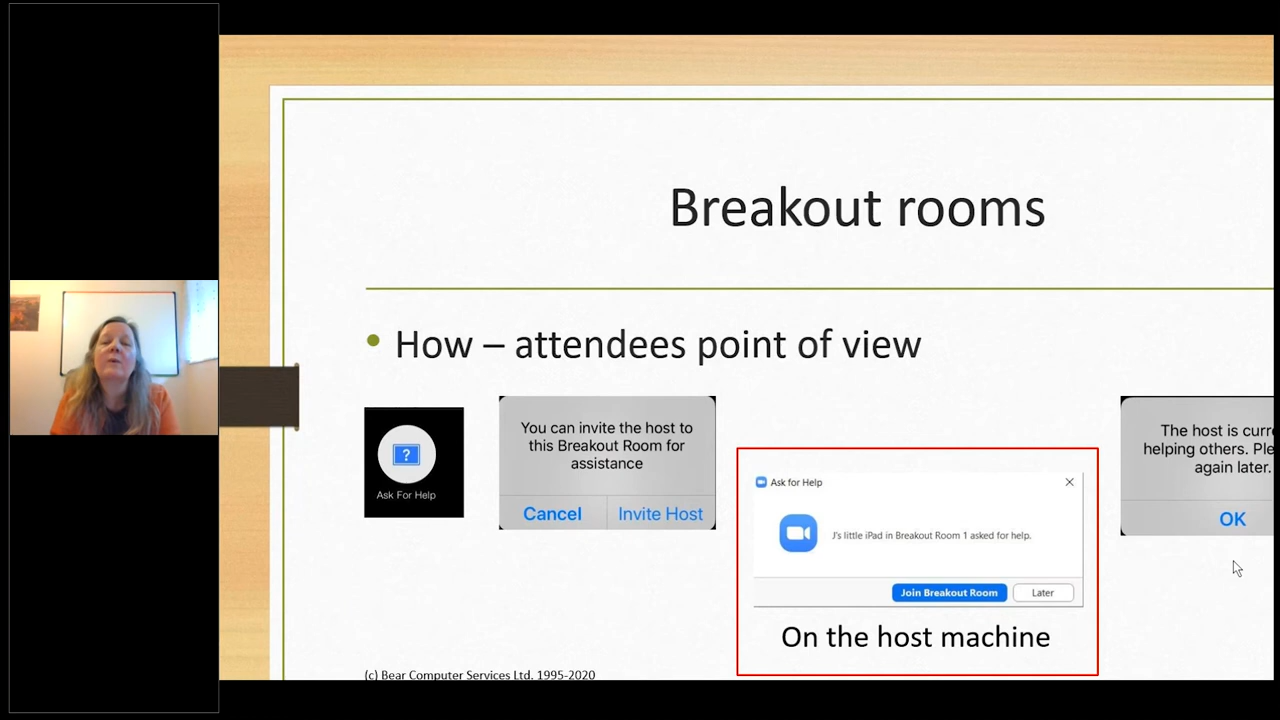 Breakout rooms
How – attendees point of view
?
Ask For Help
You can invite the host to
this Breakout Room for
assistance
Cancel
Invite Host
Ask for Help
J's little iPad in Breakout Room 1 asked for help.
Join Breakout Room
Later
On the host machine
The host is curre
helping others. Ple
again later.
OK
(c) Bear Computer Services Ltd. 1995-2020